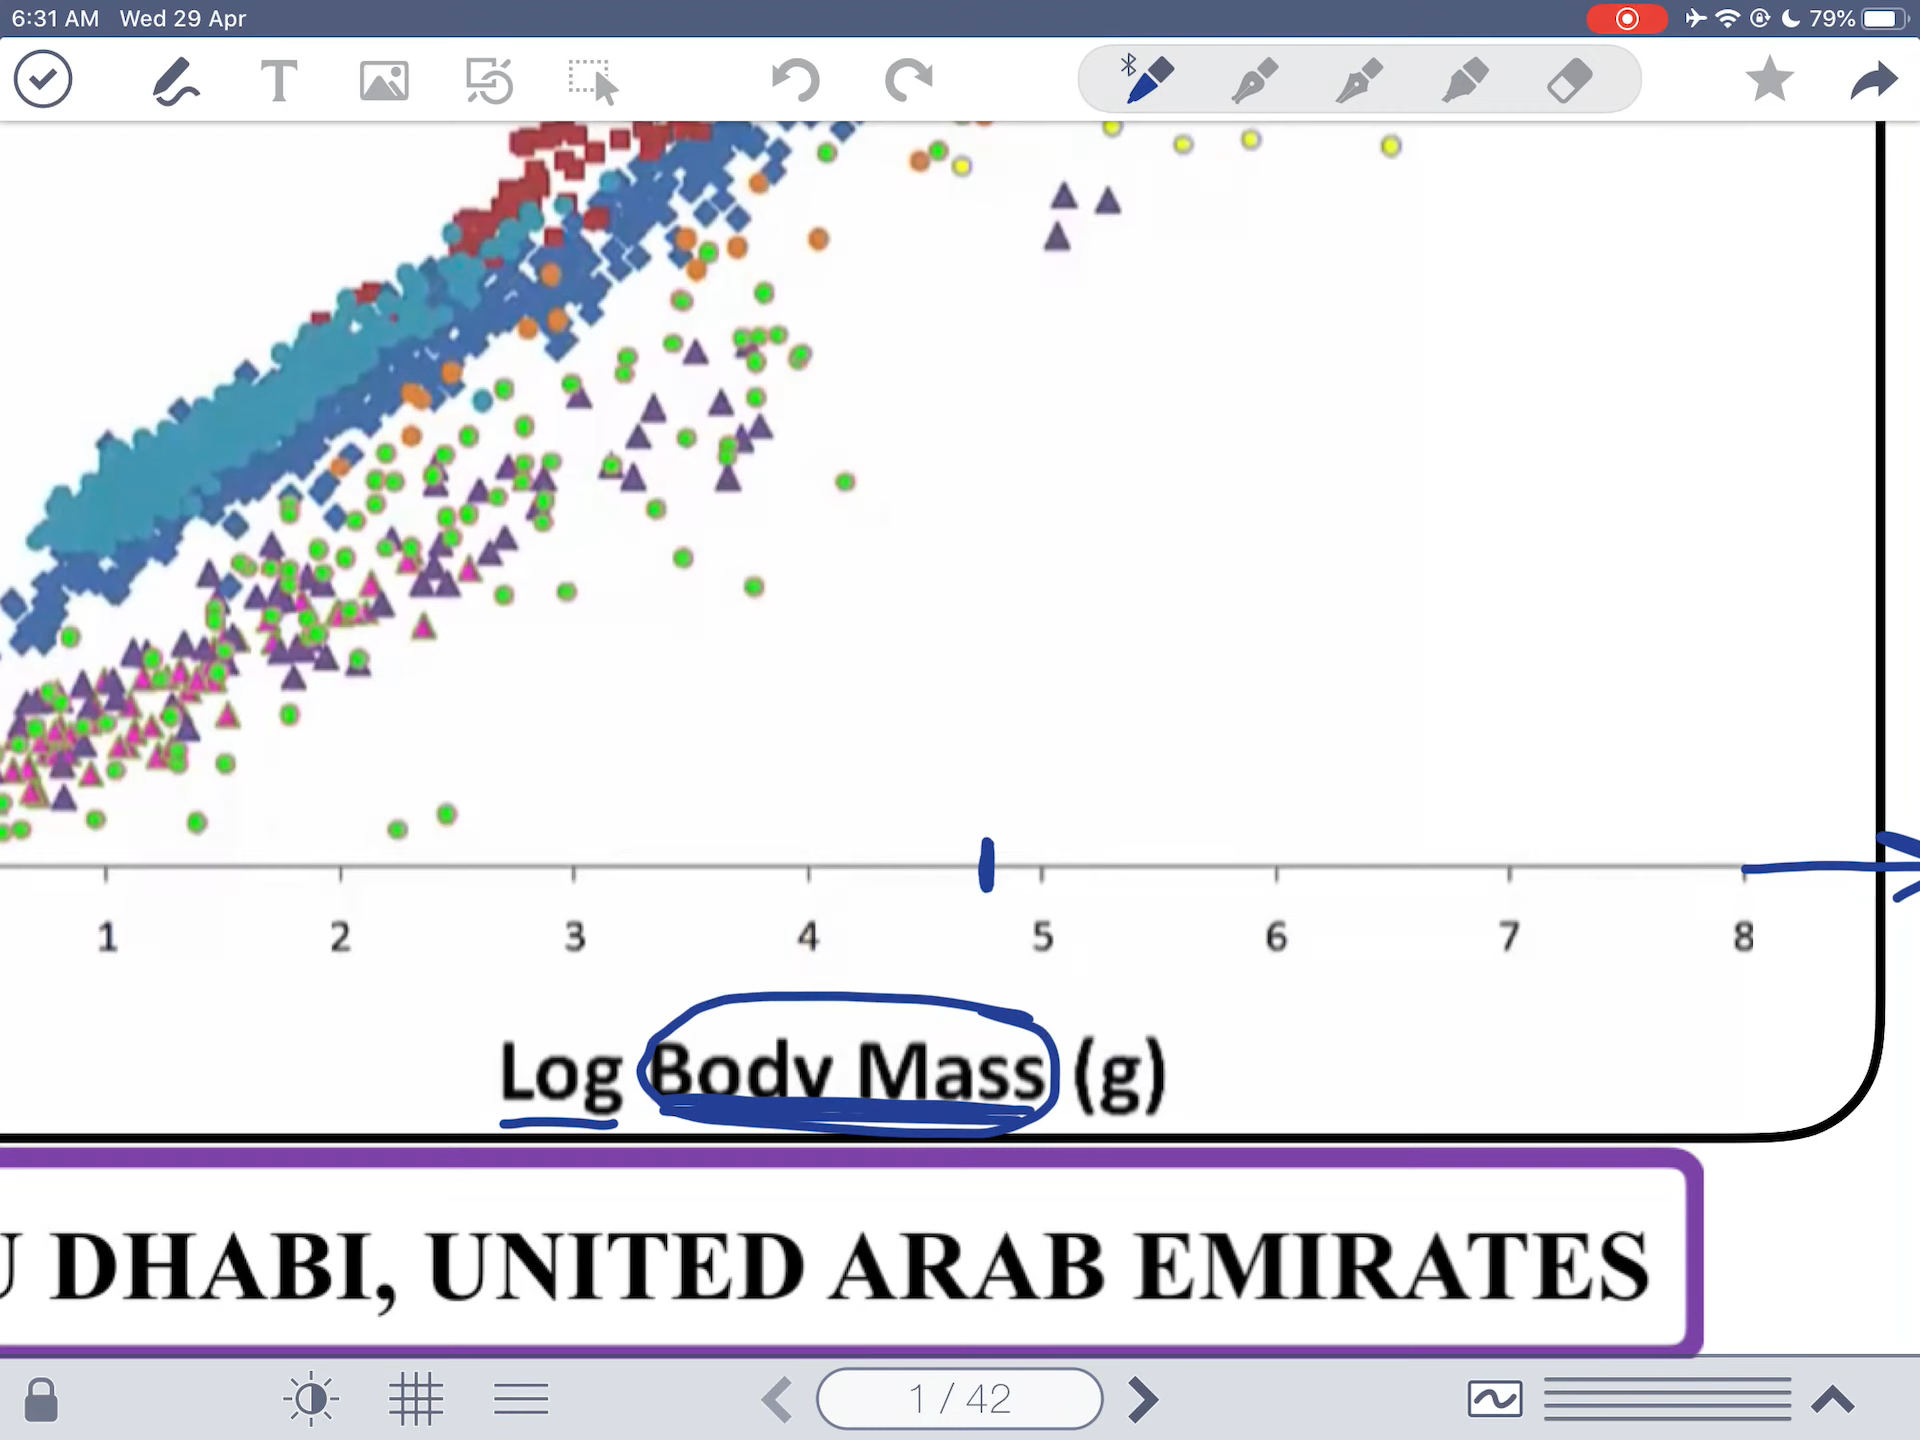 6:31 AM Wed 29 Apr 79%
T
1 2 3 4 5 6 7 8
Log Body Mass (g)
U DHABI, UNITED ARAB EMIRATES
1 / 42